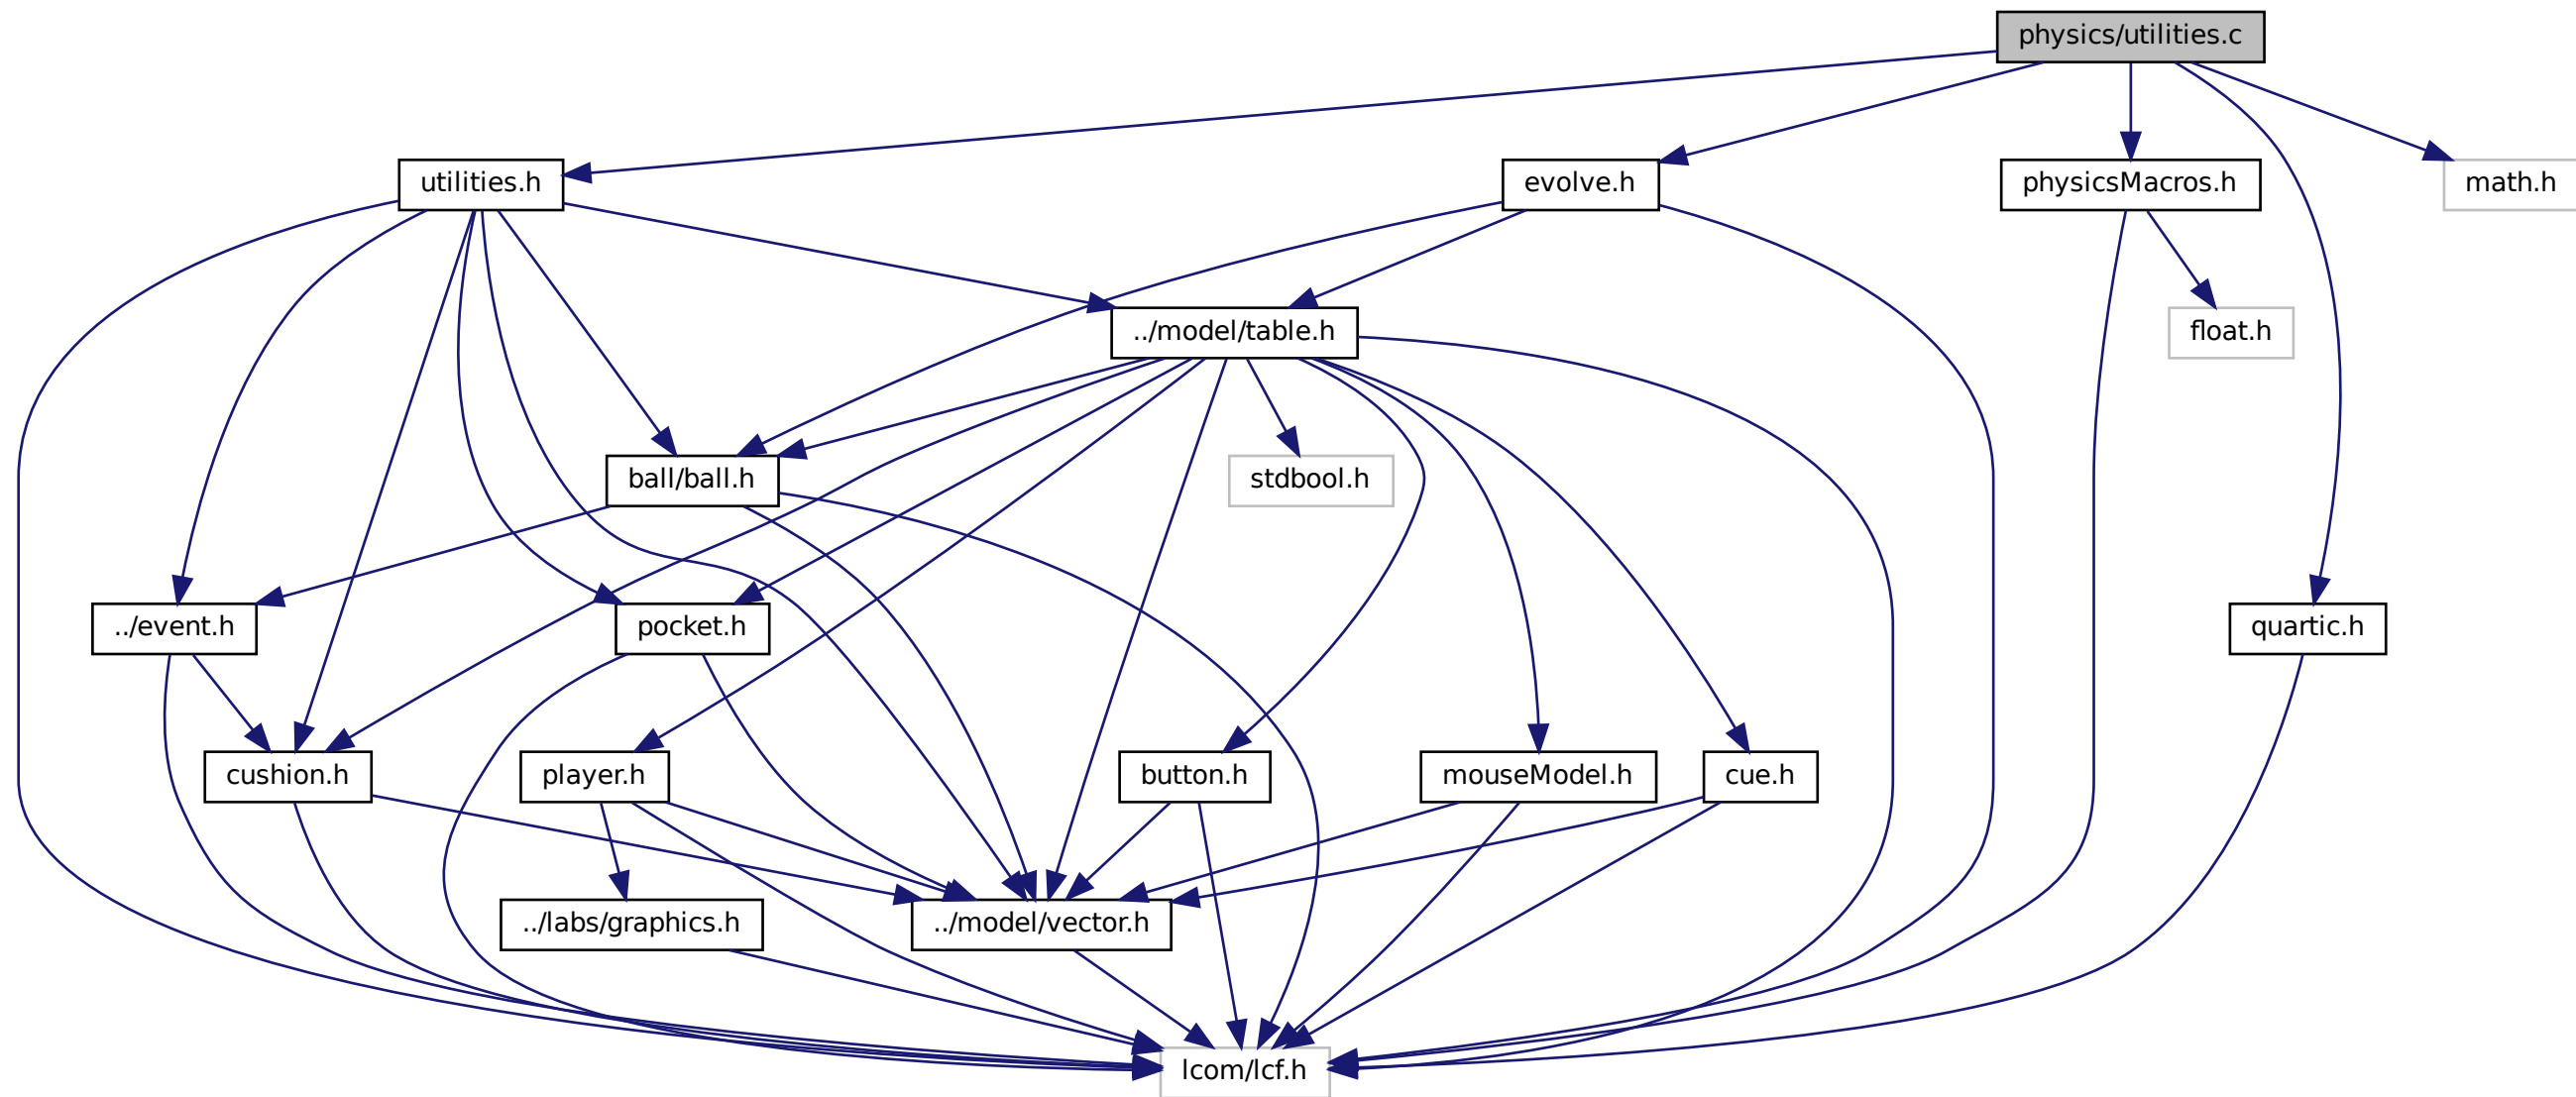 physics/utilities.c
utilities.h
evolve.h
physicsMacros.h
math.h
../model/table.h
float.h
ball/ball.h
stdbool.h
../event.h
pocket.h
quartic.h
cushion.h
player.h
button.h
mouseModel.h
cue.h
../labs/graphics.h
../model/vector.h
lcom/lcf.h